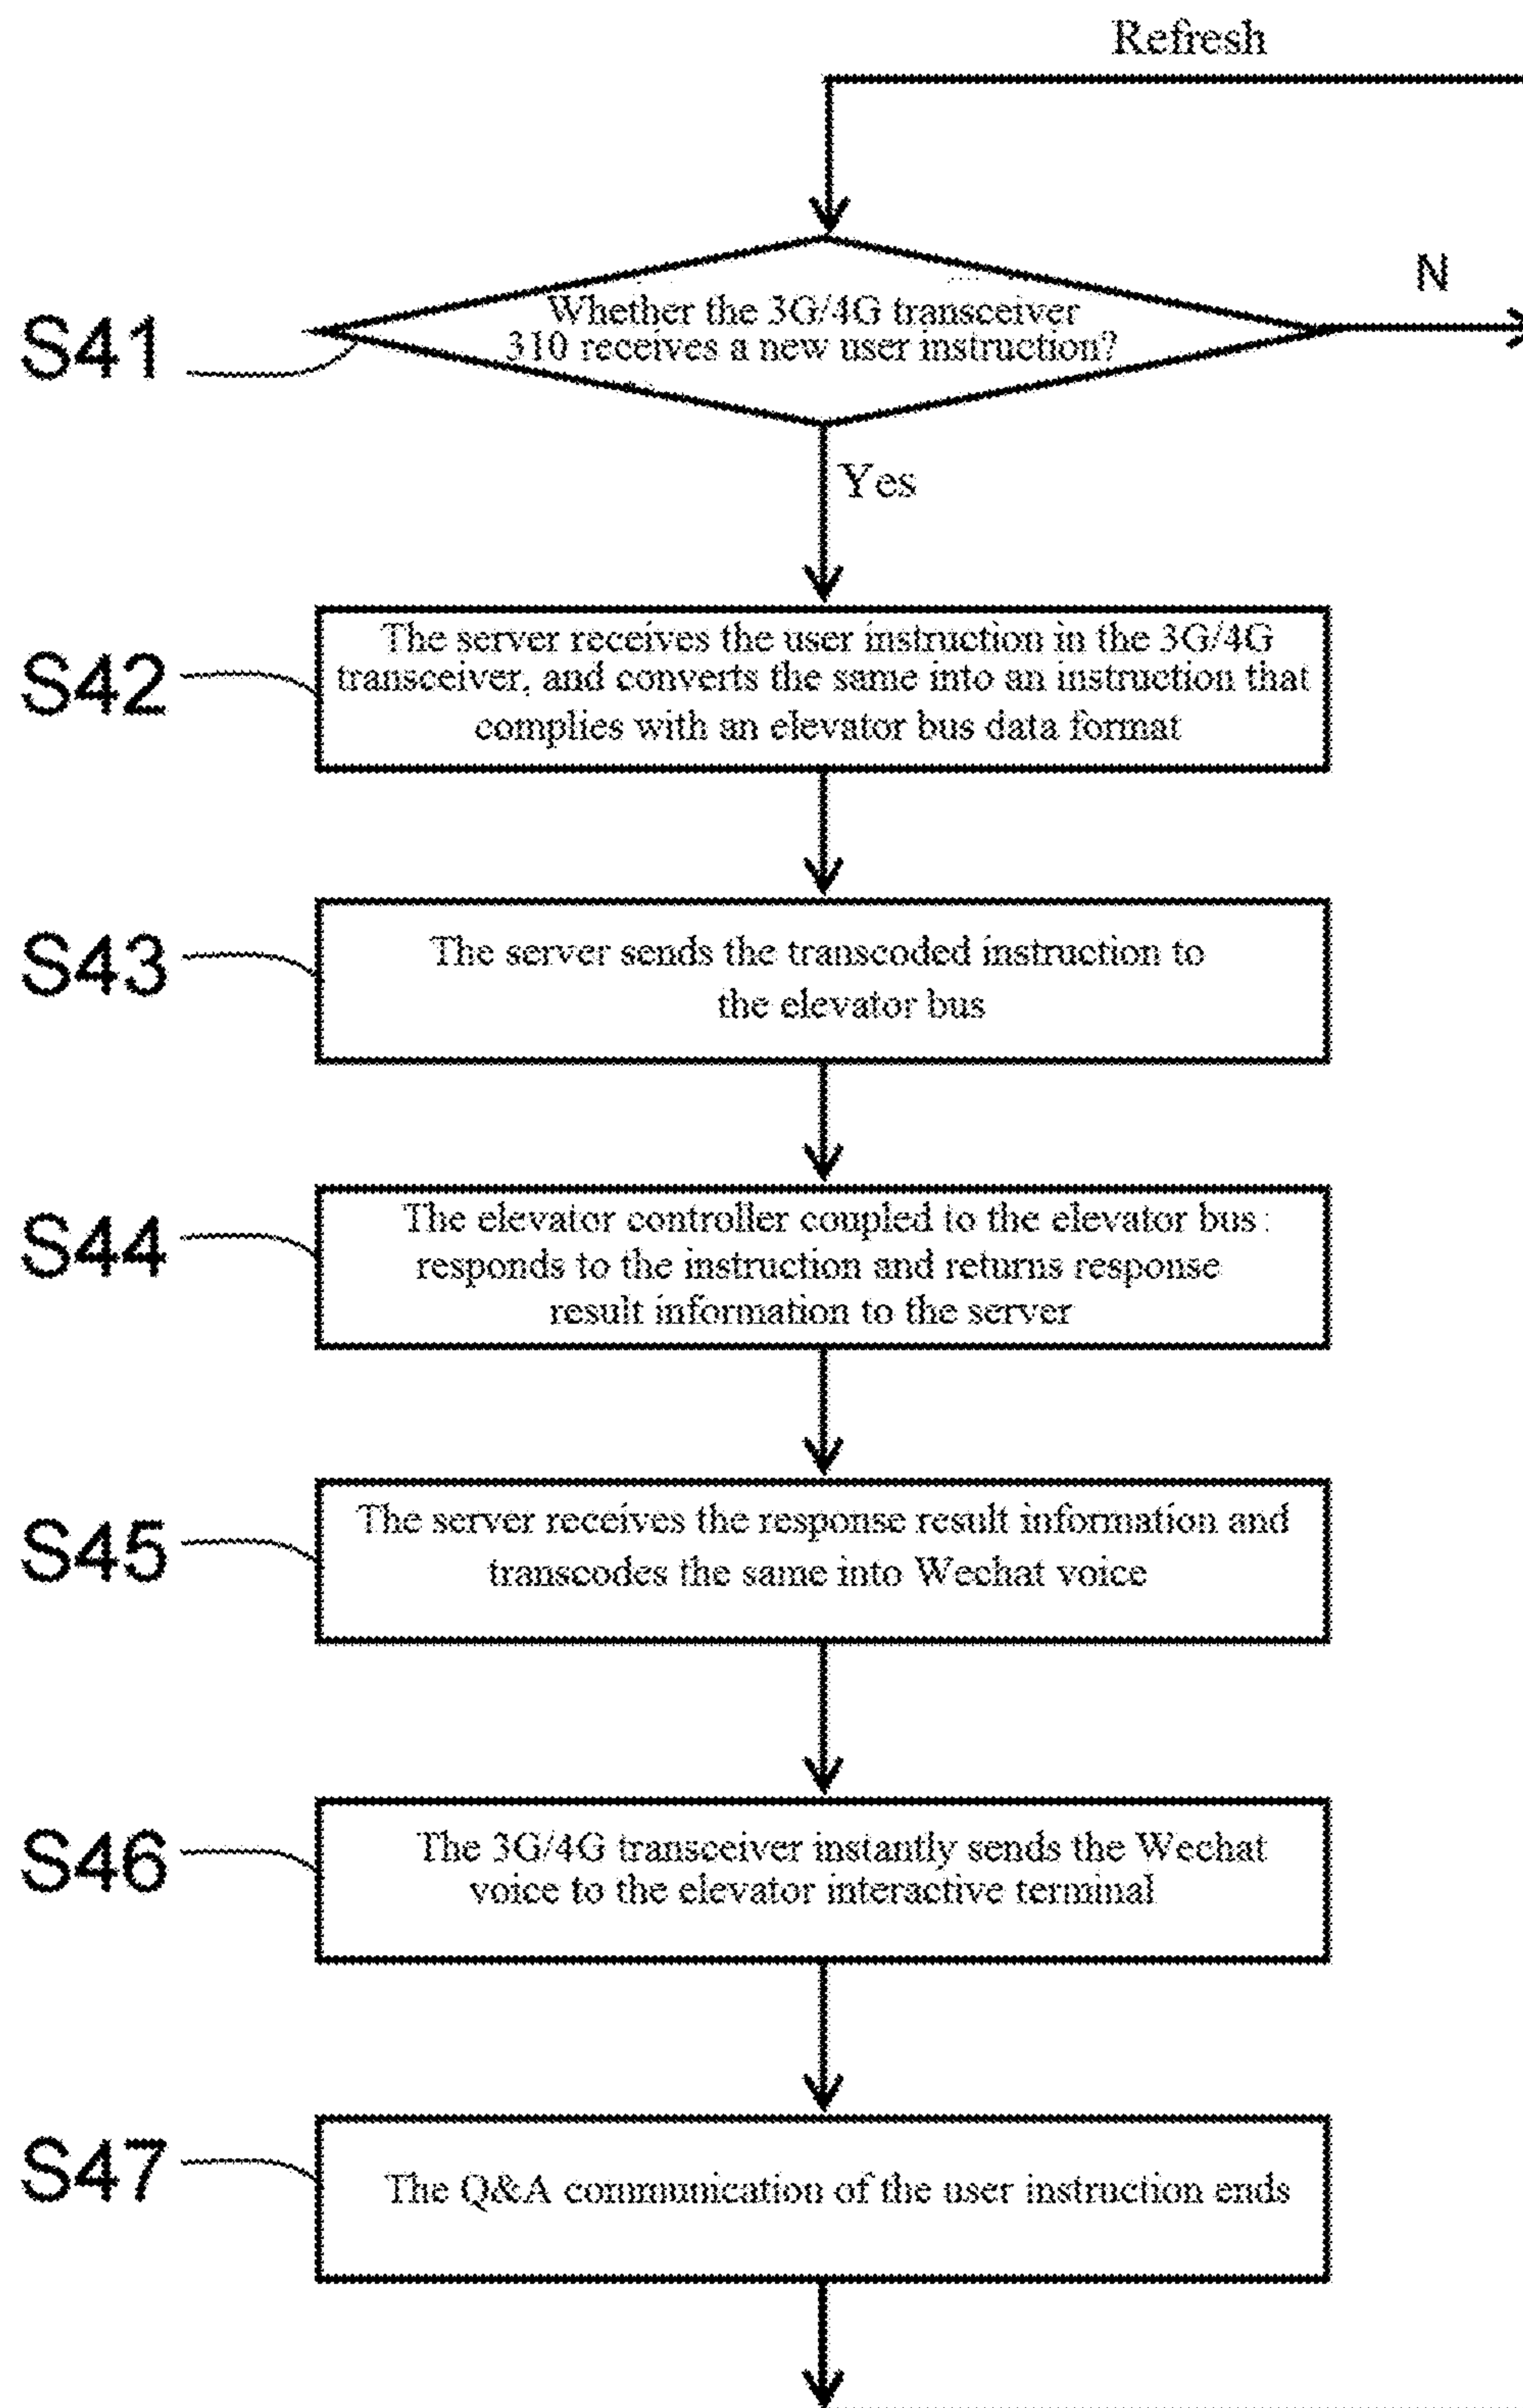 Refresh
N
S41
Whether the 3G/4G transceiver
310 receives a new user instruction?
Yes
S42
The server receives the user instruction in the 3G/4G
transceiver, and converts the same into an instruction that
complies with an elevator bus data format
S43
The server sends the transcoded instruction to
the elevator bus
S44
The elevator controller coupled to the elevator bus
responds to the instruction and returns response
result information to the server
S45
The server receives the response result information and
transcodes the same into Wechat voice
S46
The 3G/4G transceiver instantly sends the Wechat
voice to the elevator interactive terminal
S47
The Q&A communication of the user instruction ends